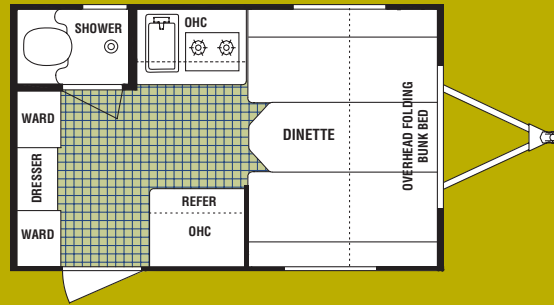 SHOWER
OHC
WARD
DRESSER
WARD
DINETTE
OVERHEAD FOLDING
BUNK BED
REFER
OHC